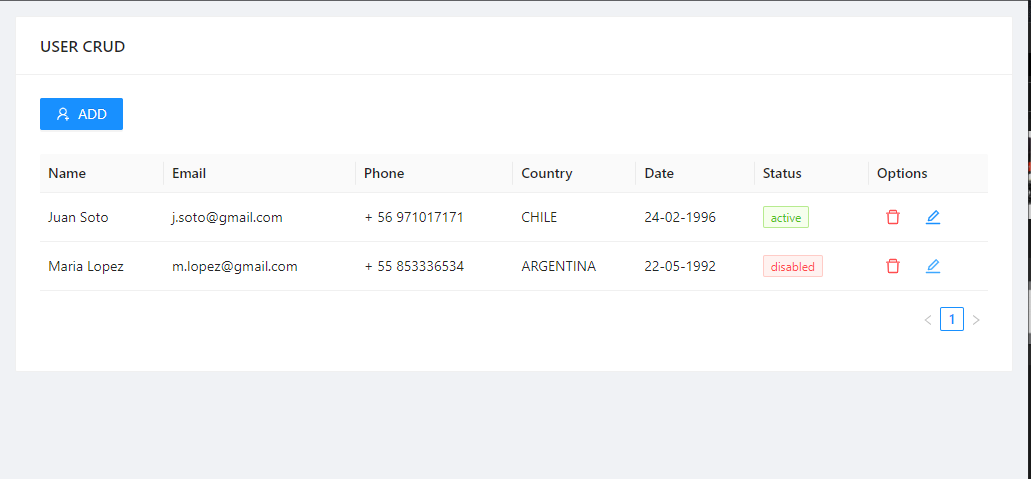 USER CRUD
ADD
Name Email Phone Country Date Status Options
Juan Soto j.soto@gmail.com + 56 971017171 CHILE 24-02-1996 active
Maria Lopez m.lopez@gmail.com + 55 853336534 ARGENTINA 22-05-1992 disabled
< 1 >